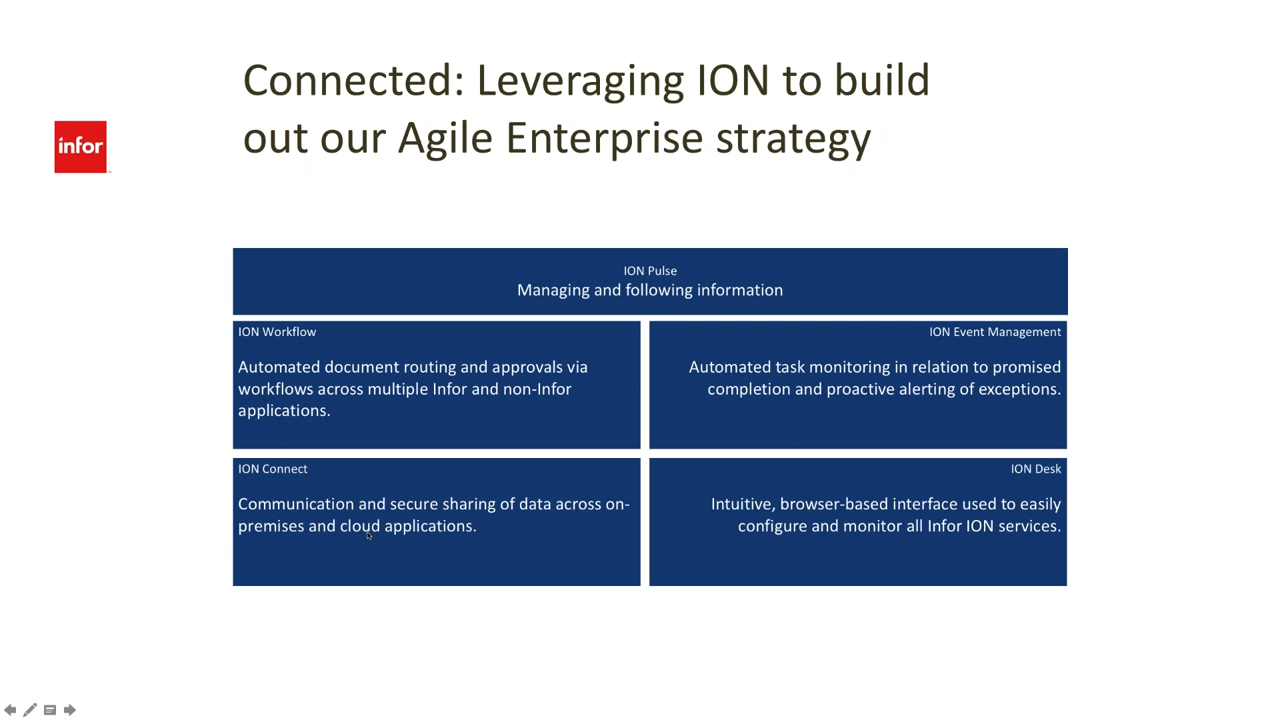 Connected: Leveraging ION to build
out our Agile Enterprise strategy
infor
ION Pulse
Managing and following information
ION Workflow
Automated document routing and approvals via
workflows across multiple Infor and non-Infor
applications.
ION Event Management
Automated task monitoring in relation to promised
completion and proactive alerting of exceptions.
ION Connect
Communication and secure sharing of data across on-
premises and cloud applications.
ION Desk
Intuitive, browser-based interface used to easily
configure and monitor all Infor ION services.